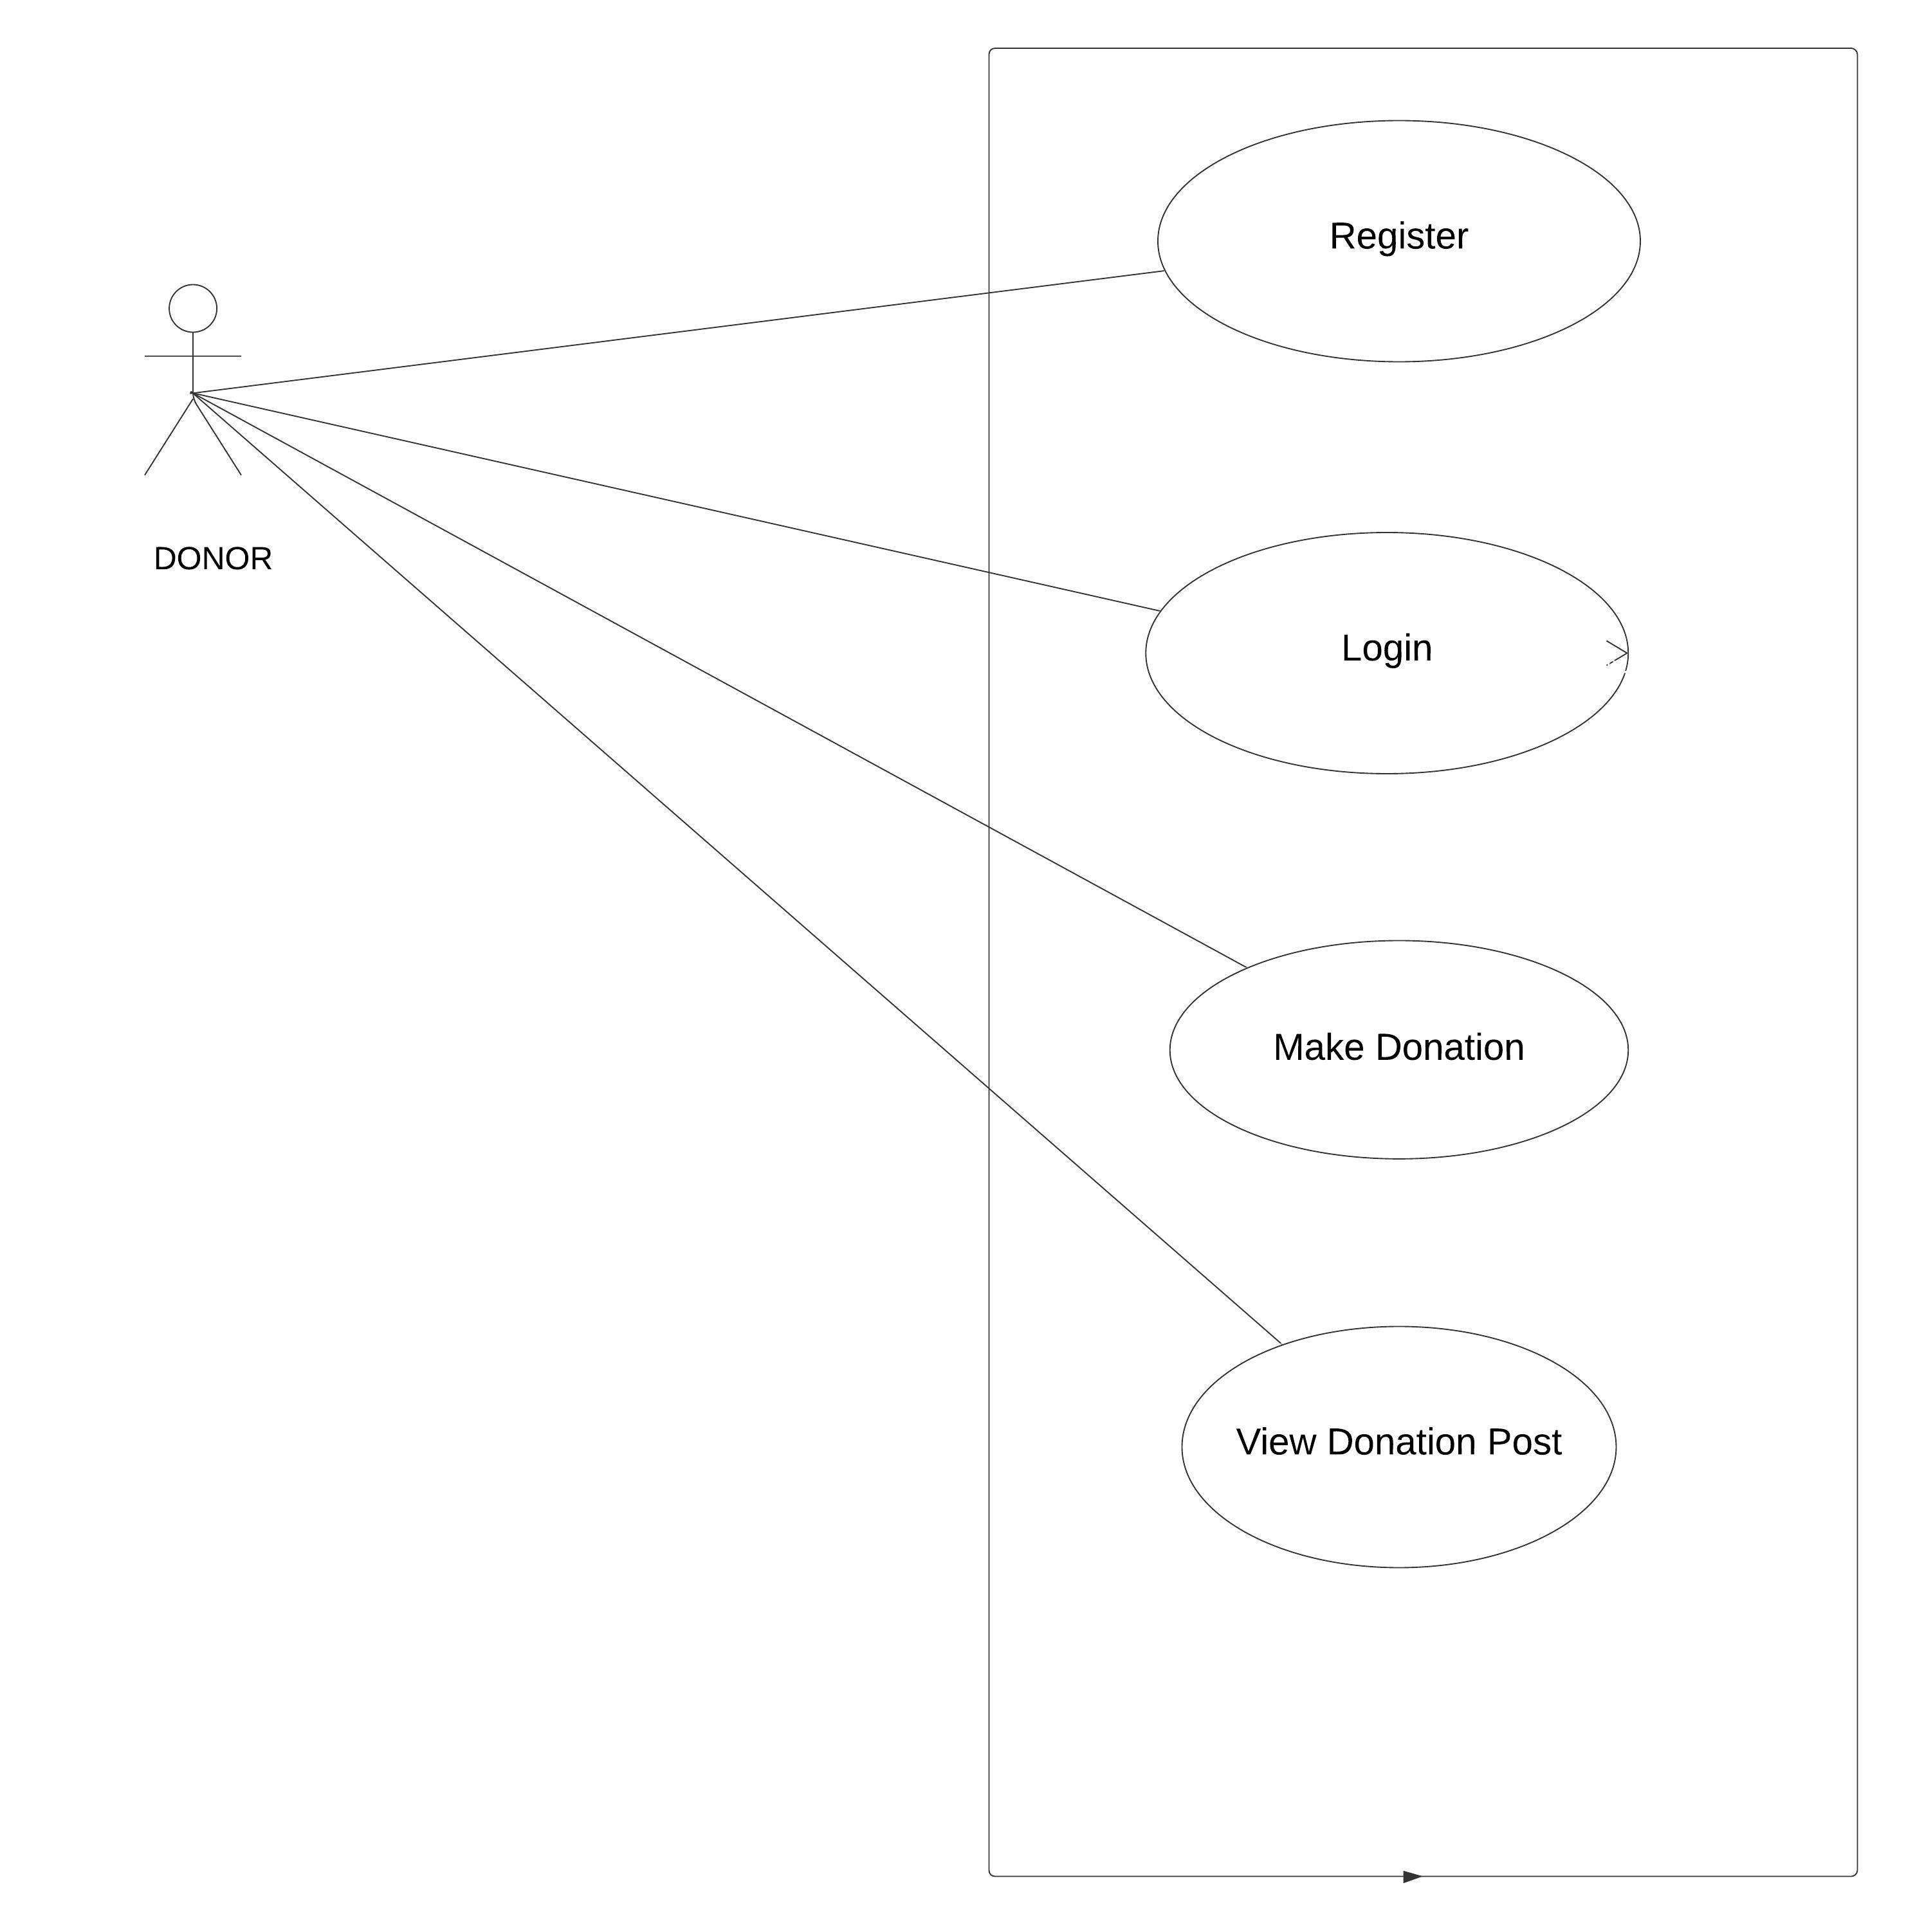 Register
DONOR
Login
Make Donation
View Donation Post